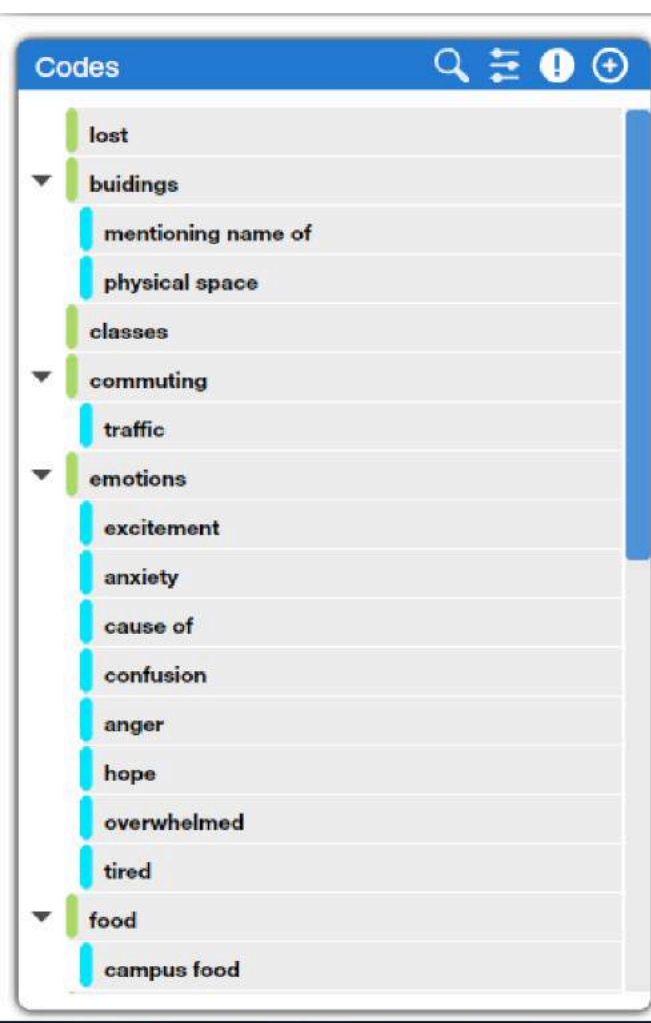 Codes
lost
buidings
mentioning name of
physical space
classes
commuting
traffic
emotions
excitement
anxiety
cause of
confusion
anger
hope
overwhelmed
tired
food
campus food